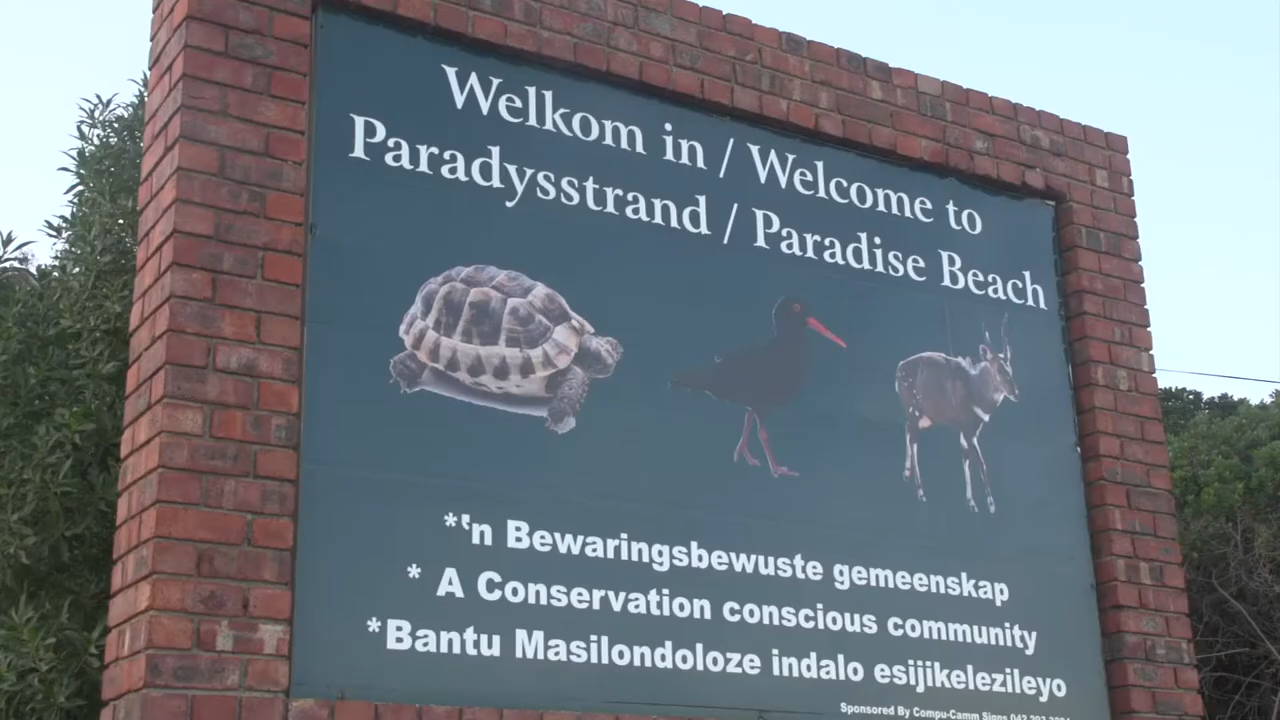 Welkom in / Welcome to
Paradysstrand / Paradise Beach
*‛n Bewaringsbewuste gemeenskap
* A Conservation conscious community
*Bantu Masilondoloze indalo esijikelezileyo
Sponsored By Compu-Camm Signs 042